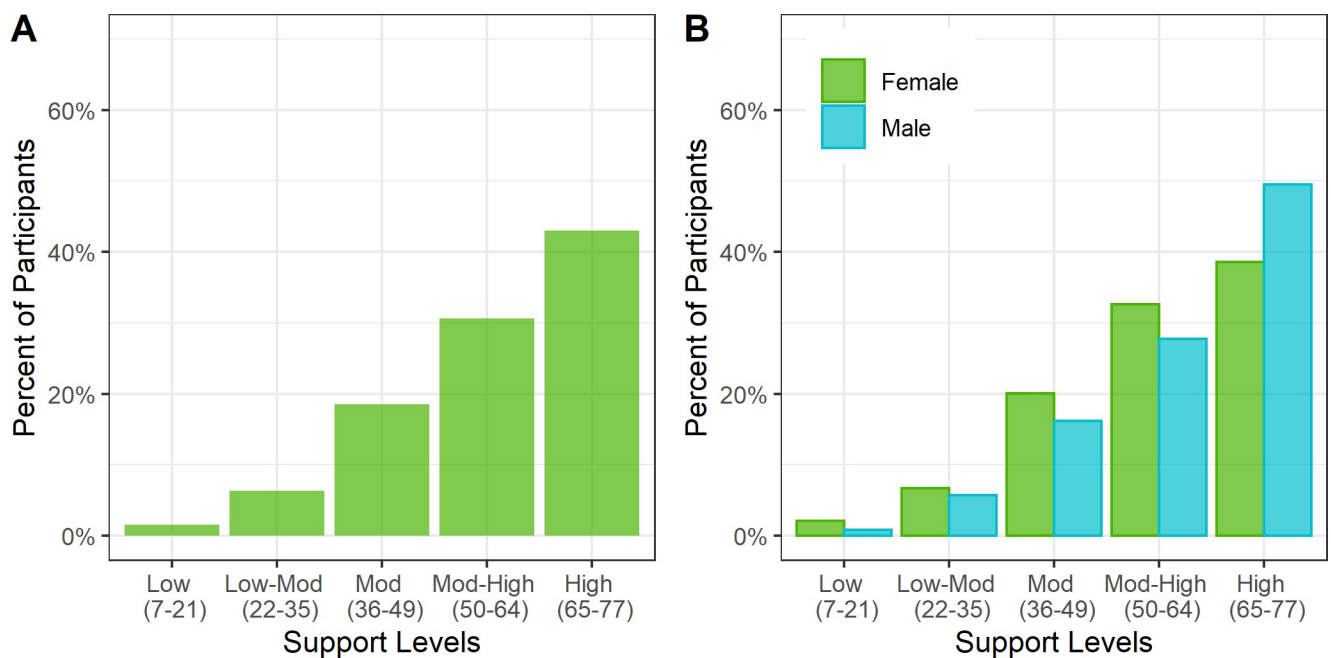 A
Percent of Participants
60%
40%
20%
0%
Low Low-Mod Mod Mod-High High
(7-21) (22-35) (36-49) (50-64) (65-77)
Support Levels
B
Female
Male
Percent of Participants
60%
40%
20%
0%
Low Low-Mod Mod Mod-High High
(7-21) (22-35) (36-49) (50-64) (65-77)
Support Levels